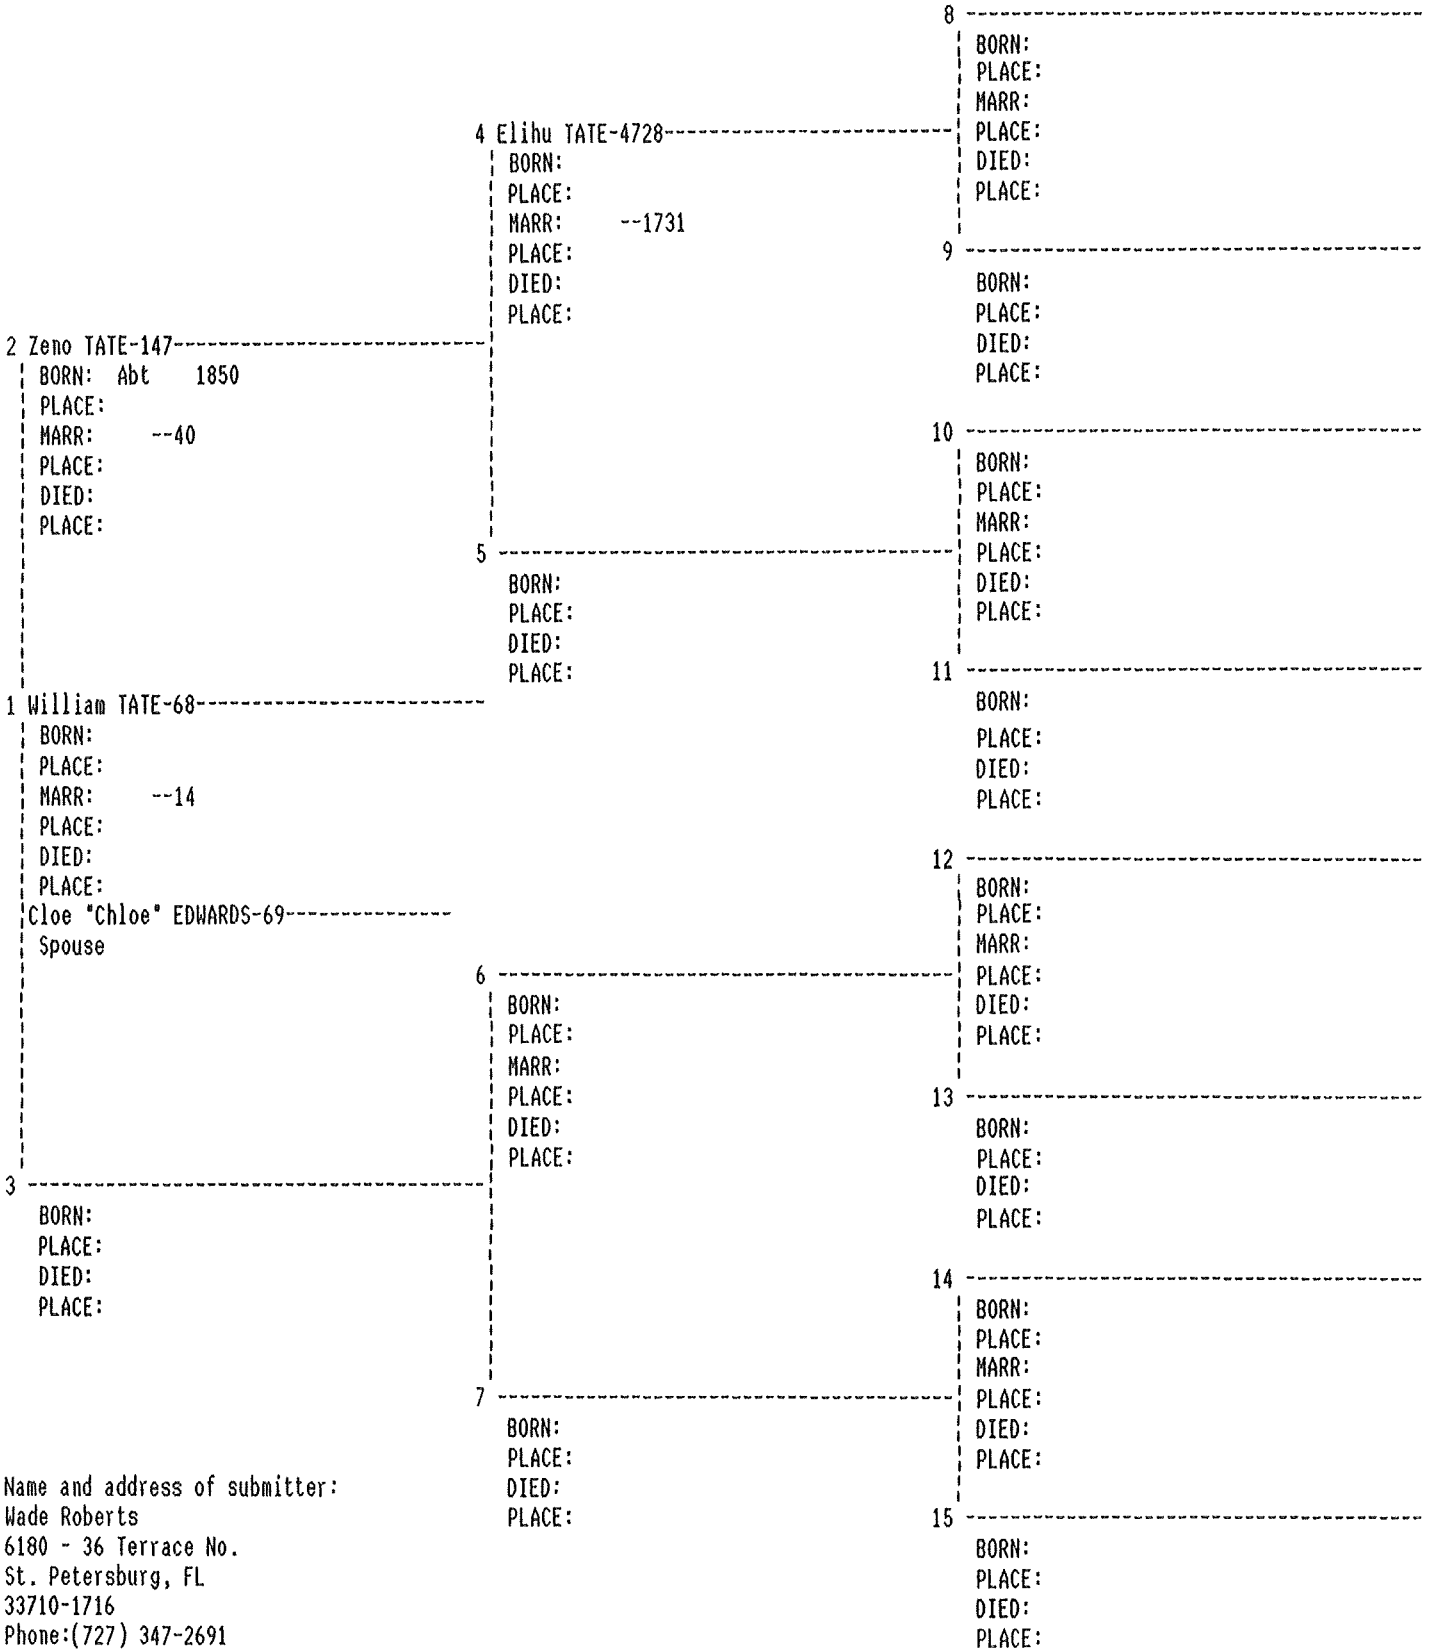 8
BORN:
PLACE:
MARR:
PLACE:
DIED:
PLACE:
4 Elihu TATE-4728
BORN:
PLACE:
MARR: --1731
PLACE:
DIED:
PLACE:
9
BORN:
PLACE:
DIED:
PLACE:
2 Zeno TATE-147
BORN: Abt 1850
PLACE:
MARR: --40
PLACE:
DIED:
PLACE:
10
BORN:
PLACE:
MARR:
PLACE:
DIED:
PLACE:
5
BORN:
PLACE:
DIED:
PLACE:
11
BORN:
PLACE:
DIED:
PLACE:
1 William TATE-68
BORN:
PLACE:
MARR: --14
PLACE:
DIED:
PLACE:
Cloe "Chloe" EDWARDS-69
Spouse
12
BORN:
PLACE:
MARR:
PLACE:
DIED:
PLACE:
6
BORN:
PLACE:
MARR:
PLACE:
DIED:
PLACE:
13
BORN:
PLACE:
DIED:
PLACE:
3
BORN:
PLACE:
DIED:
PLACE:
14
BORN:
PLACE:
MARR:
PLACE:
DIED:
PLACE:
7
BORN:
PLACE:
DIED:
PLACE:
15
BORN:
PLACE:
DIED:
PLACE:
Name and address of submitter:
Wade Roberts
6180 - 36 Terrace No.
St. Petersburg, FL
33710-1716
Phone:(727) 347-2691